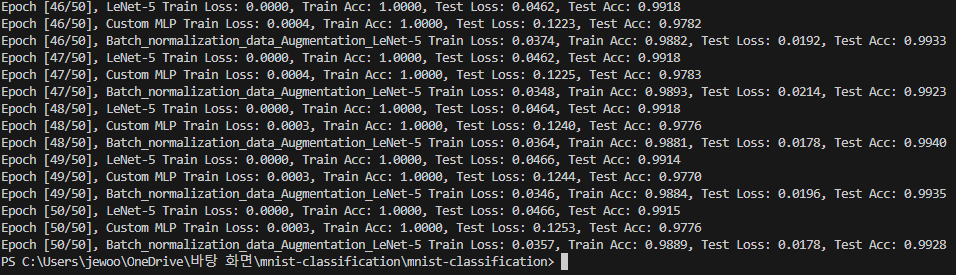 Epoch [46/50], LeNet-5 Train Loss: 0.0000, Train Acc: 1.0000, Test Loss: 0.0462, Test Acc: 0.9918
Epoch [46/50], Custom MLP Train Loss: 0.0004, Train Acc: 1.0000, Test Loss: 0.1223, Test Acc: 0.9782
Epoch [46/50], Batch_normalization_data_Augmentation_LeNet-5 Train Loss: 0.0374, Train Acc: 0.9882, Test Loss: 0.0192, Test Acc: 0.9933
Epoch [47/50], LeNet-5 Train Loss: 0.0000, Train Acc: 1.0000, Test Loss: 0.0462, Test Acc: 0.9918
Epoch [47/50], Custom MLP Train Loss: 0.0004, Train Acc: 1.0000, Test Loss: 0.1225, Test Acc: 0.9783
Epoch [47/50], Batch_normalization_data_Augmentation_LeNet-5 Train Loss: 0.0348, Train Acc: 0.9893, Test Loss: 0.0214, Test Acc: 0.9923
Epoch [48/50], LeNet-5 Train Loss: 0.0000, Train Acc: 1.0000, Test Loss: 0.0464, Test Acc: 0.9918
Epoch [48/50], Custom MLP Train Loss: 0.0003, Train Acc: 1.0000, Test Loss: 0.1240, Test Acc: 0.9776
Epoch [48/50], Batch_normalization_data_Augmentation_LeNet-5 Train Loss: 0.0364, Train Acc: 0.9881, Test Loss: 0.0178, Test Acc: 0.9940
Epoch [49/50], LeNet-5 Train Loss: 0.0000, Train Acc: 1.0000, Test Loss: 0.0466, Test Acc: 0.9914
Epoch [49/50], Custom MLP Train Loss: 0.0003, Train Acc: 1.0000, Test Loss: 0.1244, Test Acc: 0.9770
Epoch [49/50], Batch_normalization_data_Augmentation_LeNet-5 Train Loss: 0.0346, Train Acc: 0.9884, Test Loss: 0.0196, Test Acc: 0.9935
Epoch [50/50], LeNet-5 Train Loss: 0.0000, Train Acc: 1.0000, Test Loss: 0.0466, Test Acc: 0.9915
Epoch [50/50], Custom MLP Train Loss: 0.0003, Train Acc: 1.0000, Test Loss: 0.1253, Test Acc: 0.9776
Epoch [50/50], Batch_normalization_data_Augmentation_LeNet-5 Train Loss: 0.0357, Train Acc: 0.9889, Test Loss: 0.0178, Test Acc: 0.9928
PS C:\Users\jewoo\OneDrive\바탕 화면\mnist-classification\mnist-classification>